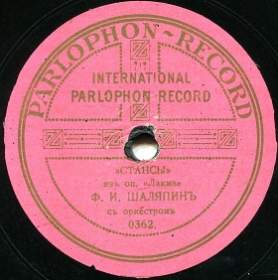 PARLOPHON-RECORD
INTERNATIONAL
PARLOPHON RECORD
«СТАНСЫ»
изъ оп. «Лакмэ»
Ф. И. ШАЛЯПИНЪ
съ оркестромъ
0362.